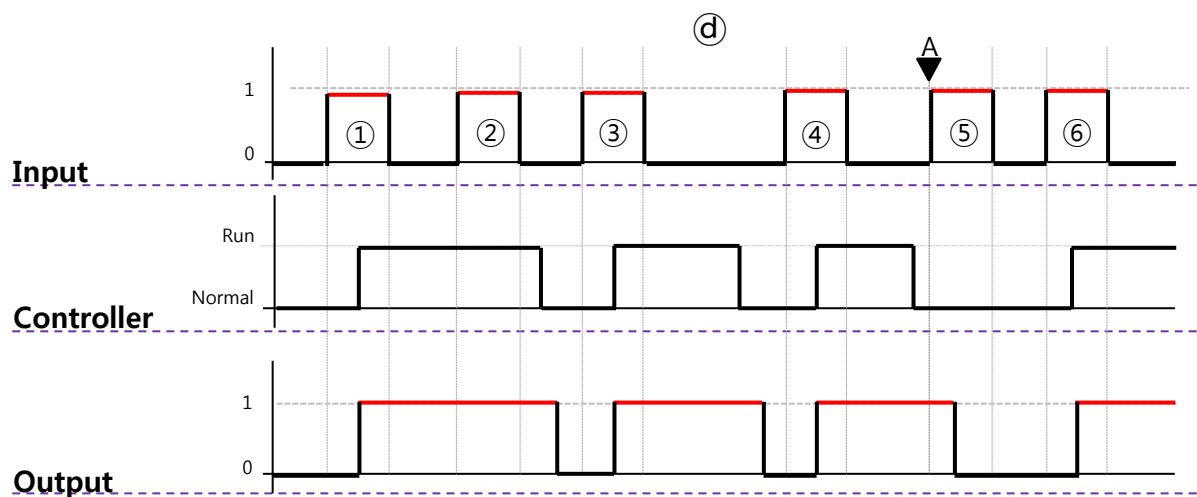 ⓓ
A
1
① ② ③ ④ ⑤ ⑥
0
Input
Run
Normal
Controller
1
0
Output